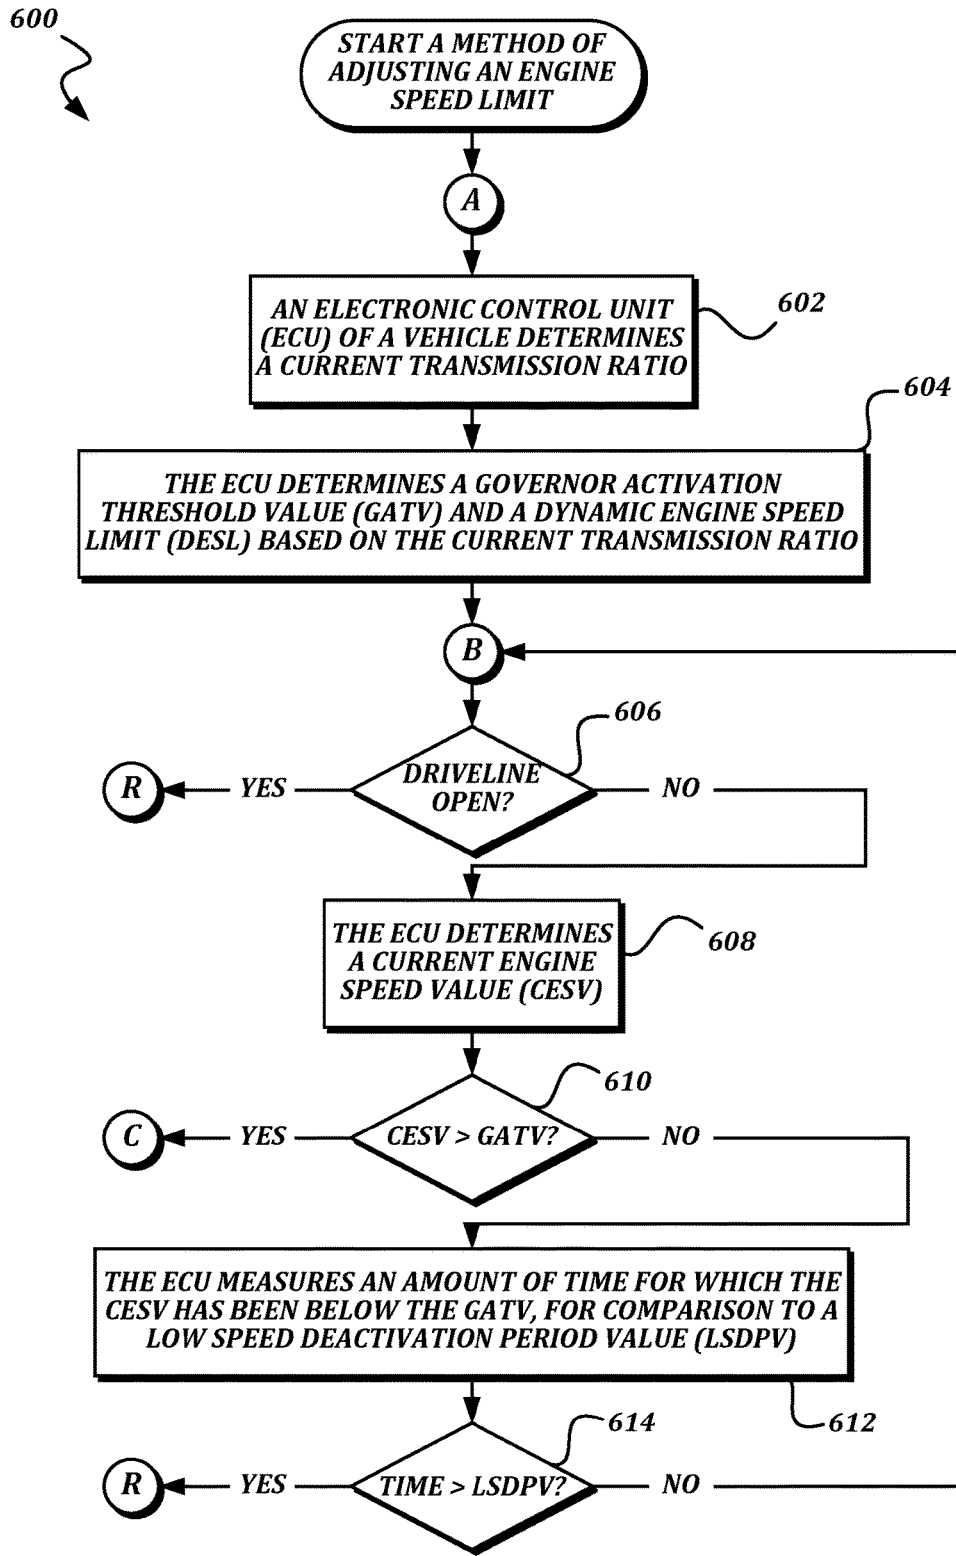 600
START A METHOD OF
ADJUSTING AN ENGINE
SPEED LIMIT
A
AN ELECTRONIC CONTROL UNIT
(ECU) OF A VEHICLE DETERMINES
A CURRENT TRANSMISSION RATIO
602
604
THE ECU DETERMINES A GOVERNOR ACTIVATION
THRESHOLD VALUE (GATV) AND A DYNAMIC ENGINE SPEED
LIMIT (DESL) BASED ON THE CURRENT TRANSMISSION RATIO
B
606
DRIVELINE
OPEN?
R
YES
NO
THE ECU DETERMINES
A CURRENT ENGINE
SPEED VALUE (CESV)
608
610
C
YES
CESV > GATV?
NO
THE ECU MEASURES AN AMOUNT OF TIME FOR WHICH THE
CESV HAS BEEN BELOW THE GATV, FOR COMPARISON TO A
LOW SPEED DEACTIVATION PERIOD VALUE (LSDPV)
612
614
R
YES
TIME > LSDPV?
NO